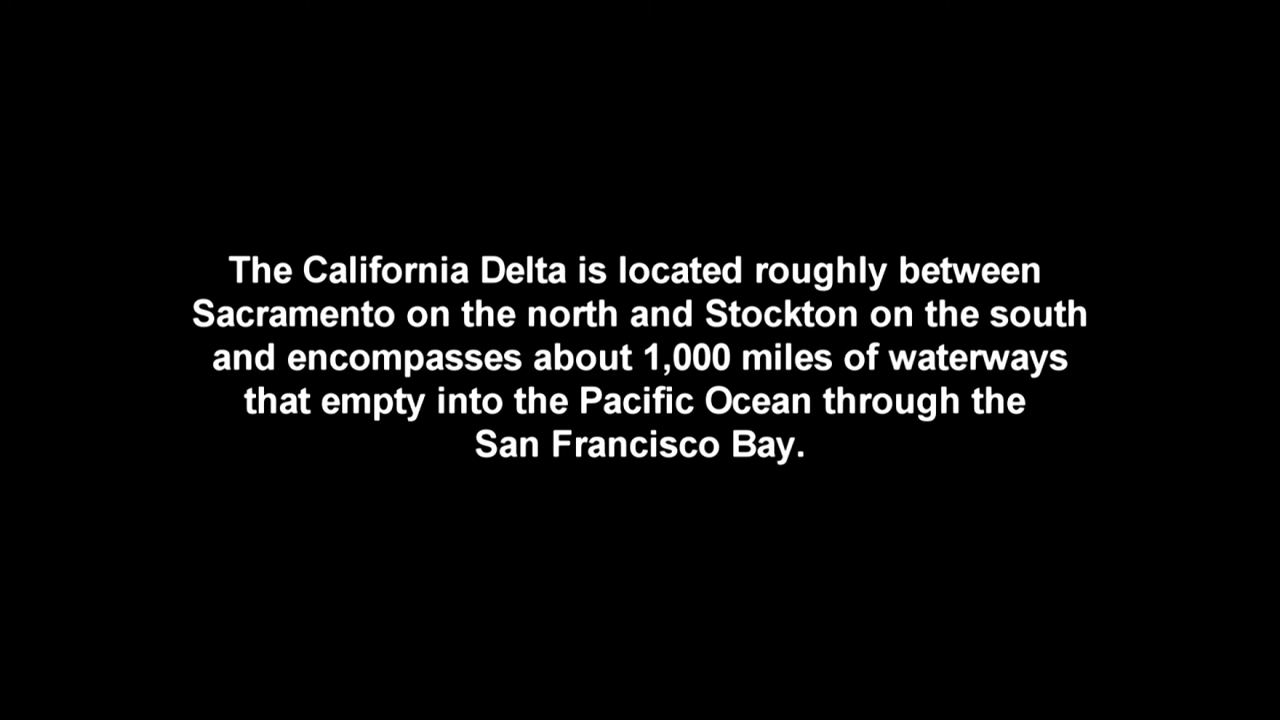 The California Delta is located roughly between
Sacramento on the north and Stockton on the south
and encompasses about 1,000 miles of waterways
that empty into the Pacific Ocean through the
San Francisco Bay.